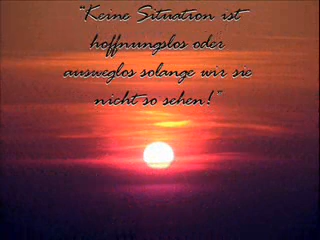 "Keine Situation ist
hoffnungslos oder
ausweglos solange wir sie
nicht so sehen!"